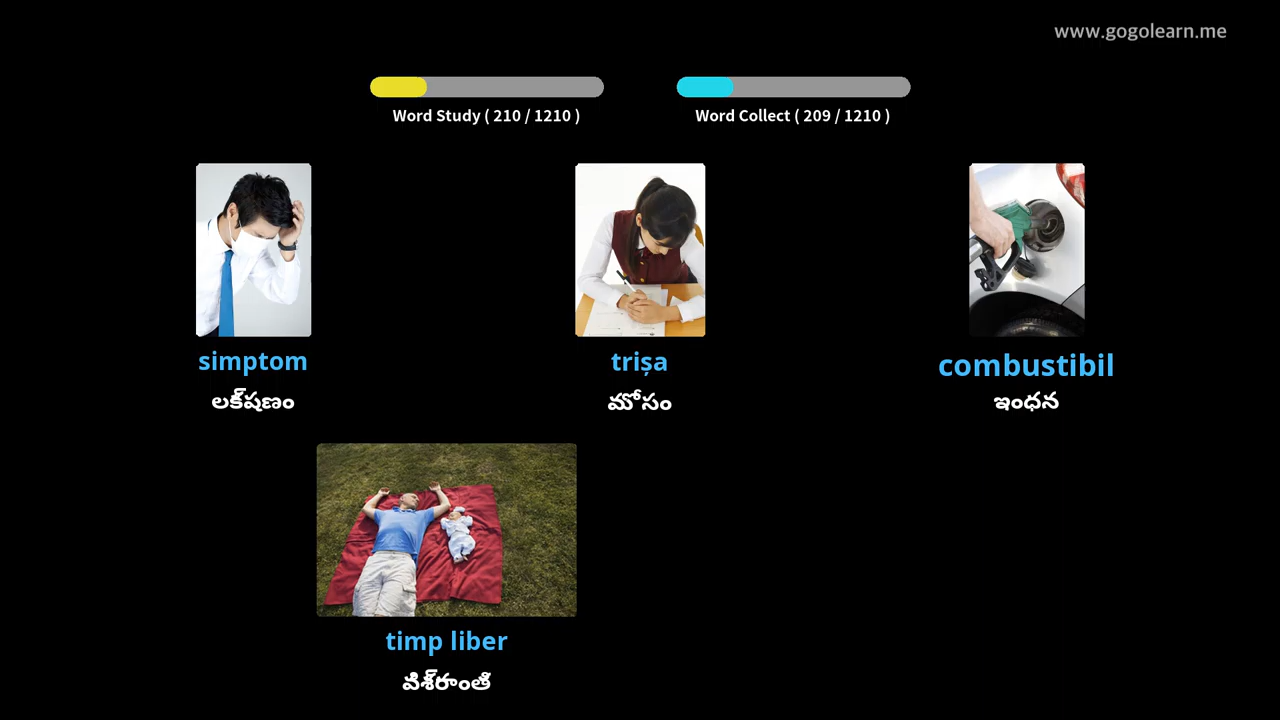 www.gogolearn.me
Word Study ( 210 / 1210 )
Word Collect ( 209 / 1210 )
simptom
trișa
combustibil
లక్‌షణం
మోసం
ఇంధన
timp liber
విశ్‌రాంతి